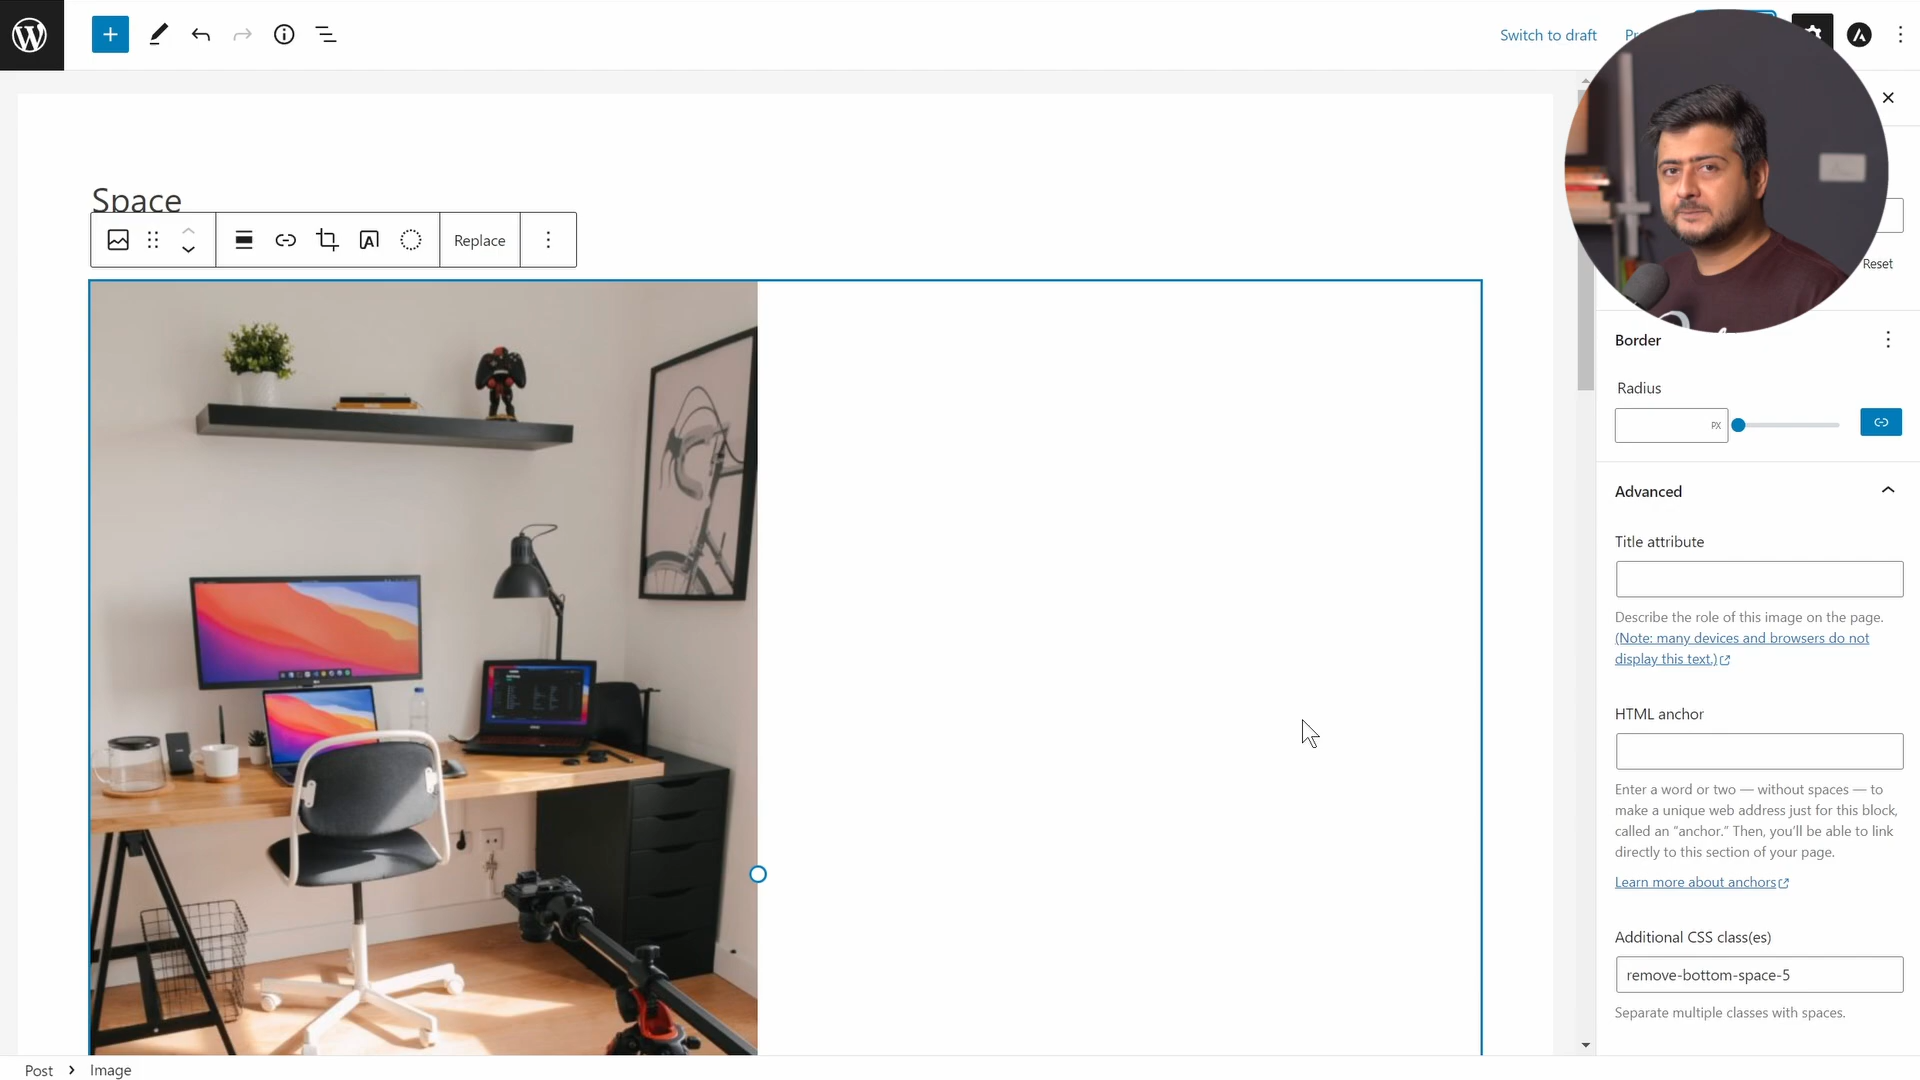 Switch to draft
Space
Replace
Reset
Border
Radius
PX
Advanced
Title attribute
Describe the role of this image on the page.
(Note: many devices and browsers do not
display this text.)
HTML anchor
Enter a word or two — without spaces — to
make a unique web address just for this block,
called an “anchor.” Then, you’ll be able to link
directly to this section of your page.
Learn more about anchors
Additional CSS class(es)
remove-bottom-space-5
Separate multiple classes with spaces.
Post
Image